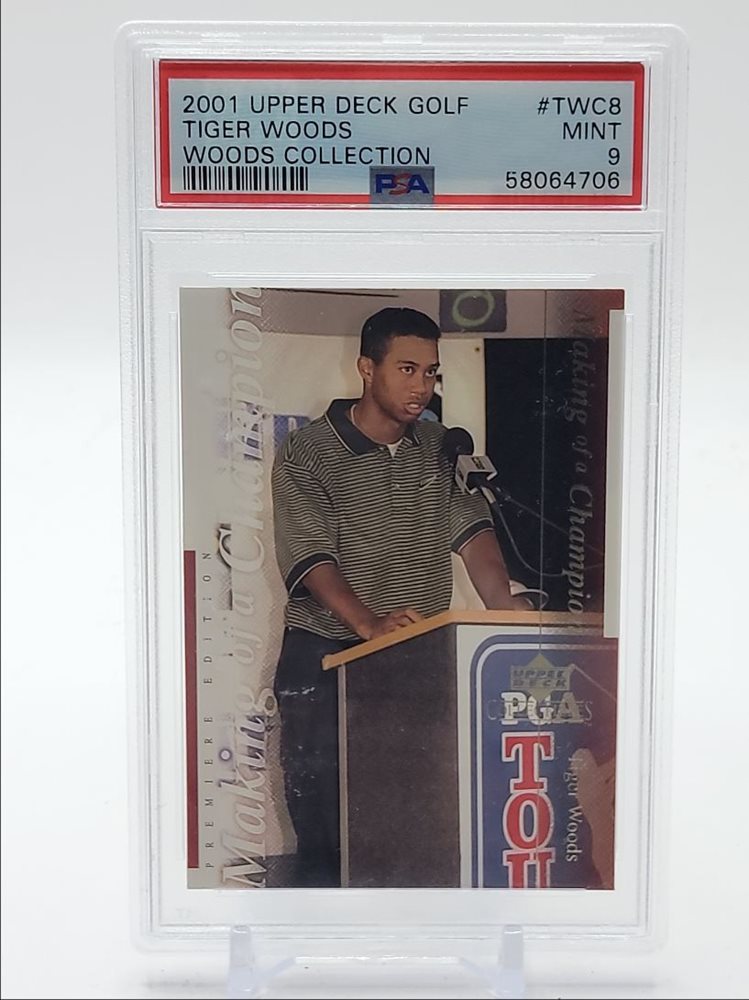 2001 UPPER DECK GOLF #TWC8
TIGER WOODS MINT
WOODS COLLECTION 9
PSA 58064706
Making of a Champion
PREMIERE EDITION
Making of a Champion
UPPER DECK
PGA
TOU
Tiger Woods